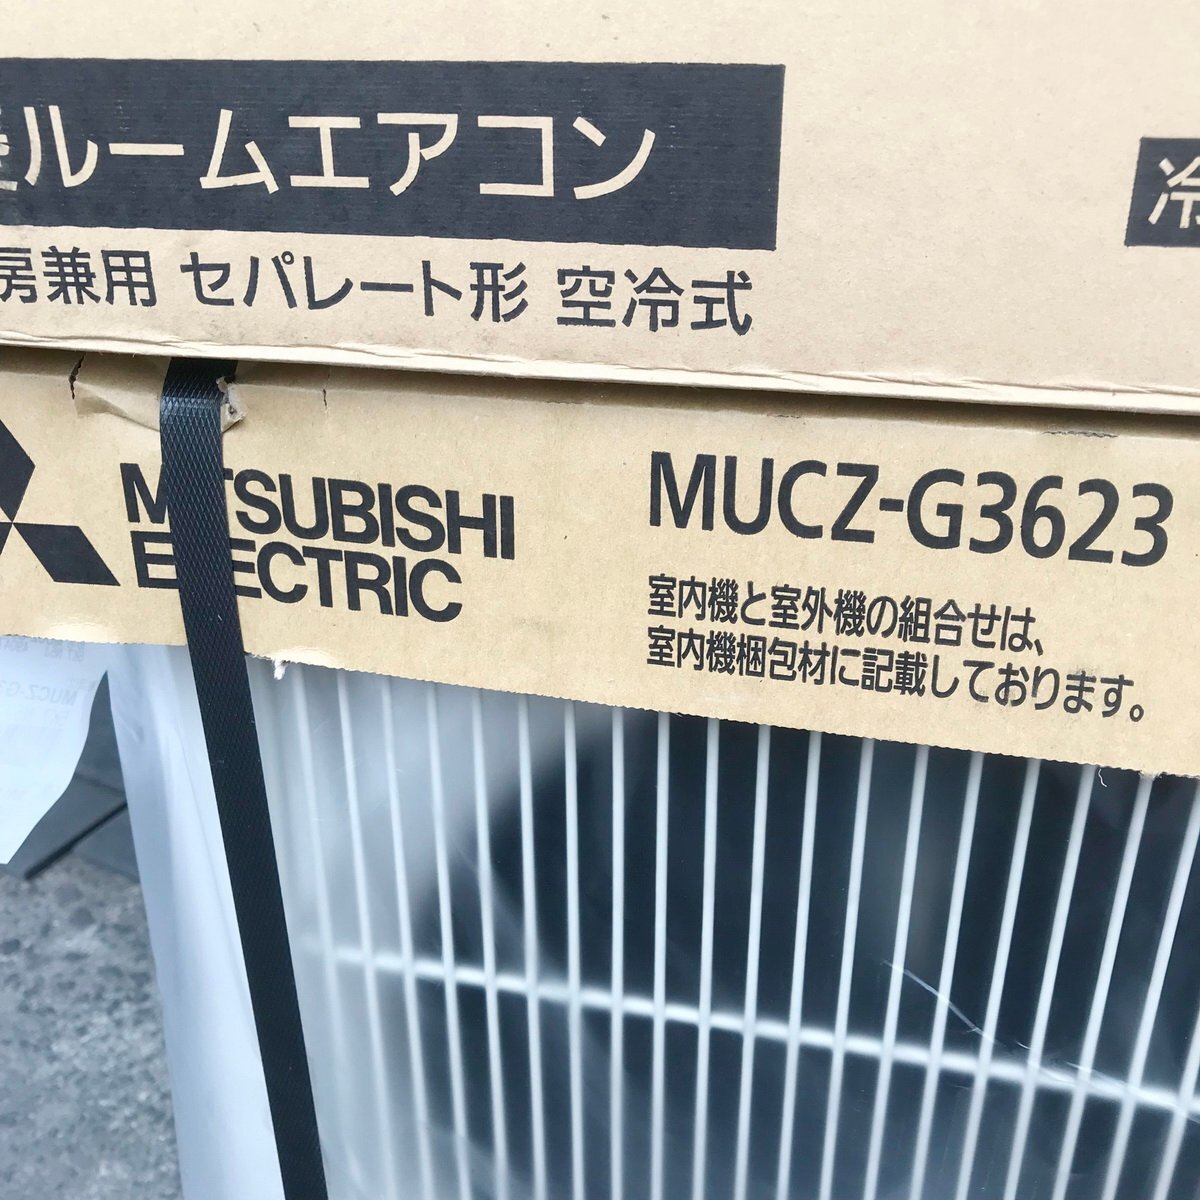 ルームエアコン
冷
房兼用 セパレート形 空冷式
MITSUBISHI
ELECTRIC
MUCZ-G3623
室内機と室外機の組合せは、
室内機梱包材に記載しております。